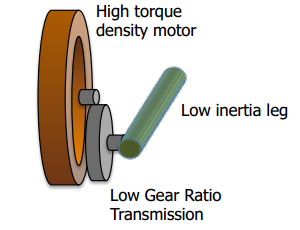 High torque
density motor
Low inertia leg
Low Gear Ratio
Transmission